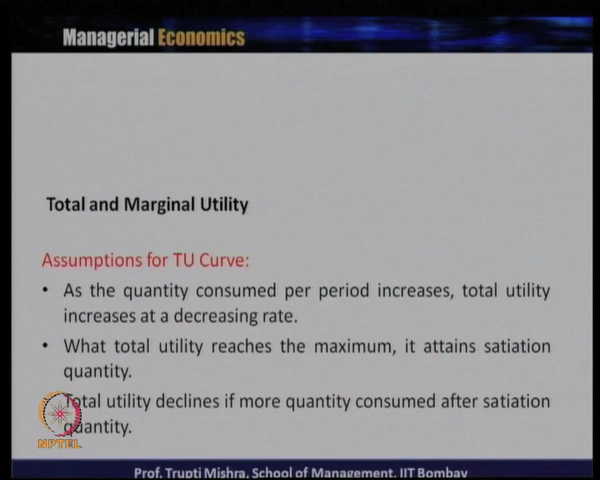 Managerial Economics
Total and Marginal Utility
Assumptions for TU Curve:
• As the quantity consumed per period increases, total utility
increases at a decreasing rate.
• What total utility reaches the maximum, it attains satiation
quantity.
Total utility declines if more quantity consumed after satiation
quantity.
NPTEL
Prof. Trupti Mishra, School of Management, IIT Bombay